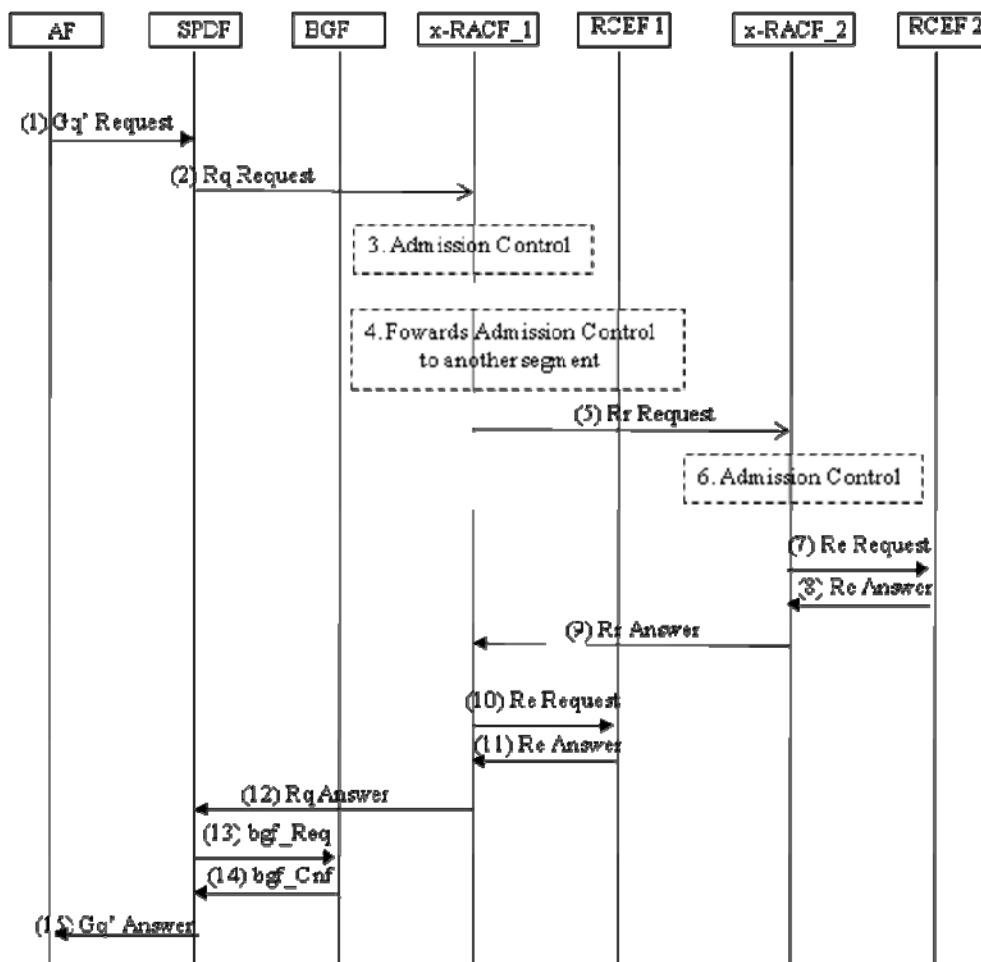 AF
SPDF
BGF
x-RACF_1
RCEF 1
x-RACF_2
RCEF 2
(1) Gq' Request
(2) Rq Request
3. Admission Control
4. Fowards Admission Control
to another segment
(5) Rr Request
6. Admission Control
(7) Re Request
(8) Re Answer
(9) Rr Answer
(10) Re Request
(11) Re Answer
(12) Rq Answer
(13) bgf_Req
(14) bgf_Cnf
(15) Gq' Answer